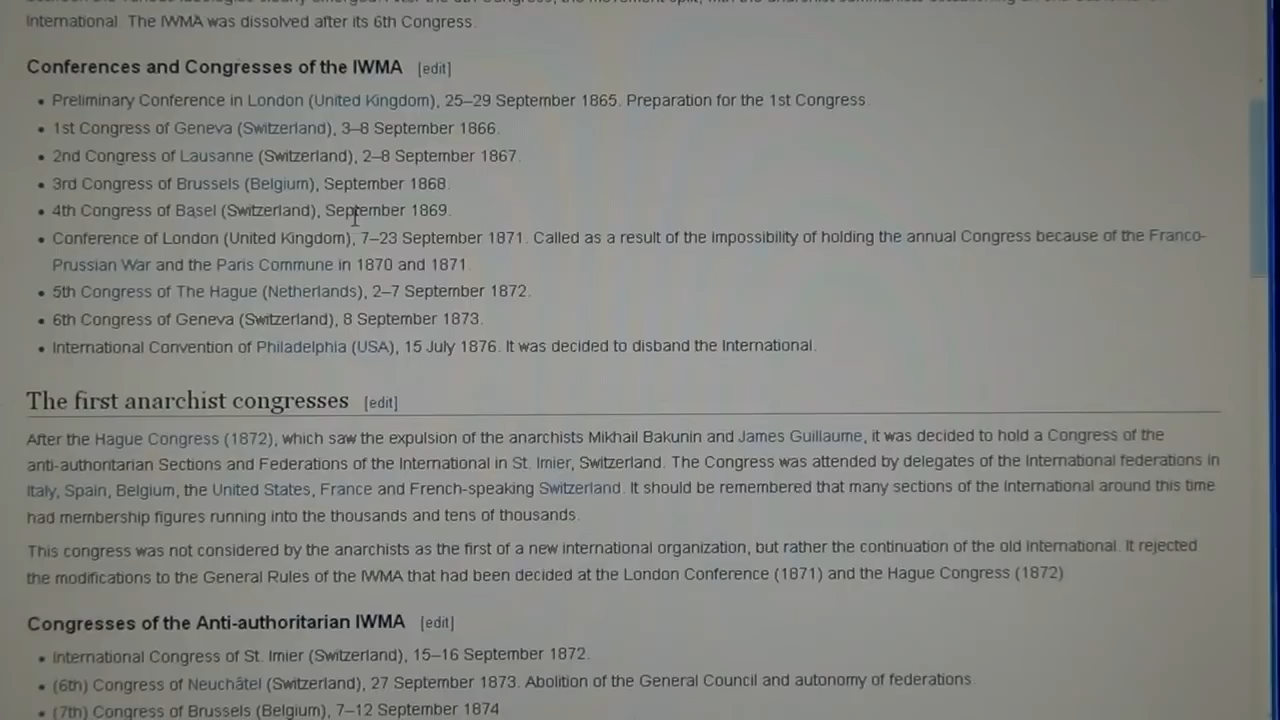 International. The IWMA was dissolved after its 6th Congress.
Conferences and Congresses of the IWMA [edit]
• Preliminary Conference in London (United Kingdom), 25–29 September 1865. Preparation for the 1st Congress.
• 1st Congress of Geneva (Switzerland), 3–8 September 1866.
• 2nd Congress of Lausanne (Switzerland), 2–8 September 1867.
• 3rd Congress of Brussels (Belgium), September 1868.
• 4th Congress of Basel (Switzerland), September 1869.
• Conference of London (United Kingdom), 7–23 September 1871. Called as a result of the impossibility of holding the annual Congress because of the Franco-
Prussian War and the Paris Commune in 1870 and 1871.
• 5th Congress of The Hague (Netherlands), 2–7 September 1872.
• 6th Congress of Geneva (Switzerland), 8 September 1873.
• International Convention of Philadelphia (USA), 15 July 1876. It was decided to disband the International.
The first anarchist congresses [edit]
After the Hague Congress (1872), which saw the expulsion of the anarchists Mikhail Bakunin and James Guillaume, it was decided to hold a Congress of the
anti-authoritarian Sections and Federations of the International in St. Imier, Switzerland. The Congress was attended by delegates of the International federations in
Italy, Spain, Belgium, the United States, France and French-speaking Switzerland. It should be remembered that many sections of the International around this time
had membership figures running into the thousands and tens of thousands.
This congress was not considered by the anarchists as the first of a new international organization, but rather the continuation of the old International. It rejected
the modifications to the General Rules of the IWMA that had been decided at the London Conference (1871) and the Hague Congress (1872)
Congresses of the Anti-authoritarian IWMA [edit]
• International Congress of St. Imier (Switzerland), 15–16 September 1872.
• (6th) Congress of Neuchâtel (Switzerland), 27 September 1873. Abolition of the General Council and autonomy of federations.
• (7th) Congress of Brussels (Belgium), 7–12 September 1874